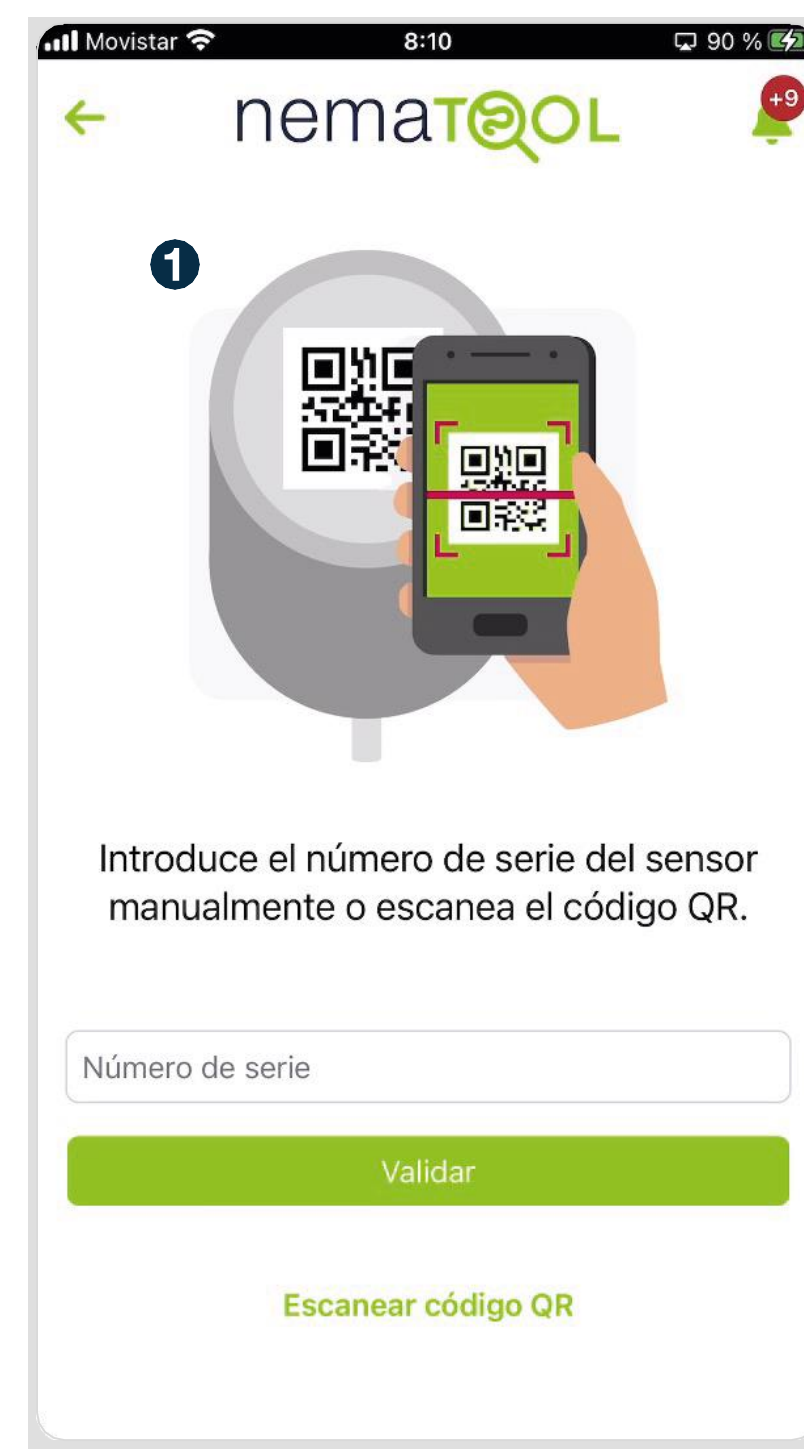 Movistar 8:10 90 %
nemaTOOL +9
1
Introduce el número de serie del sensor
manualmente o escanea el código QR.
Número de serie
Validar
Escanear código QR